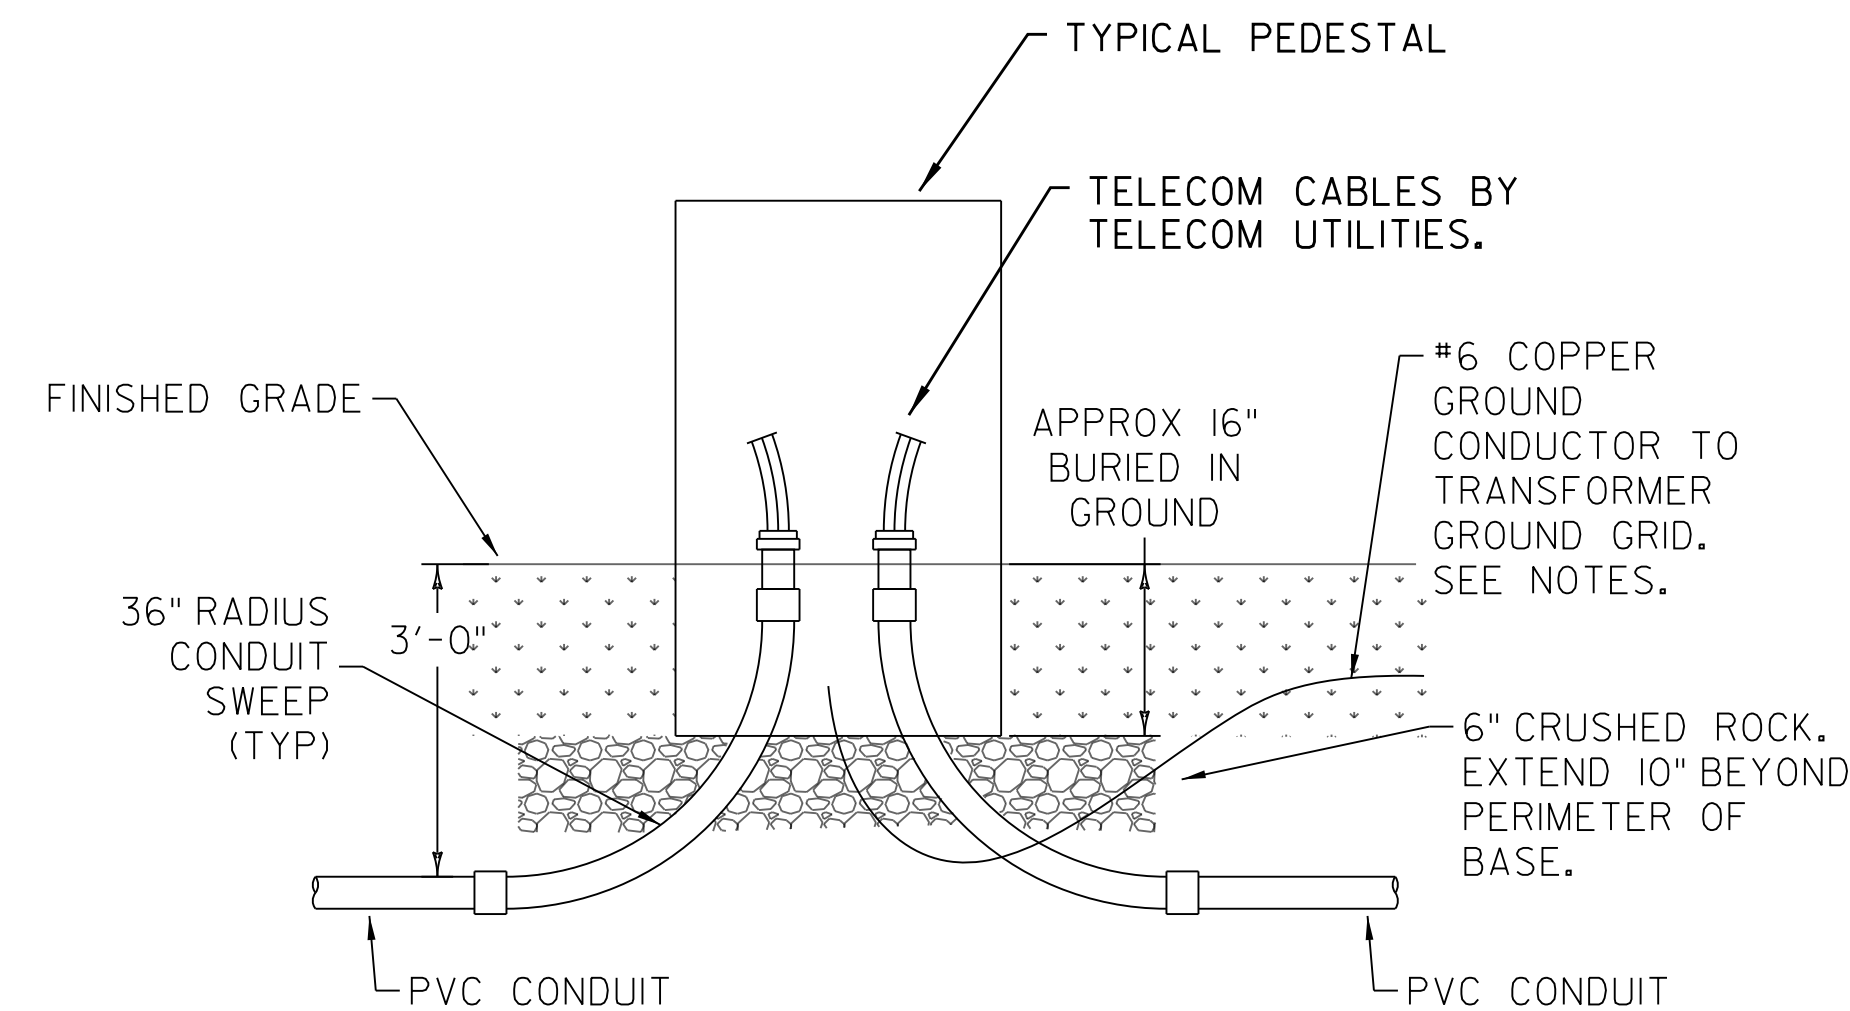 TYPICAL PEDESTAL
TELECOM CABLES BY
TELECOM UTILITIES.
#6 COPPER
GROUND
CONDUCTOR TO
TRANSFORMER
GROUND GRID.
SEE NOTES.
FINISHED GRADE
APPROX 16"
BURIED IN
GROUND
36" RADIUS
CONDUIT
SWEEP
(TYP)
3'-0"
6" CRUSHED ROCK.
EXTEND 10" BEYOND
PERIMETER OF
BASE.
PVC CONDUIT
PVC CONDUIT